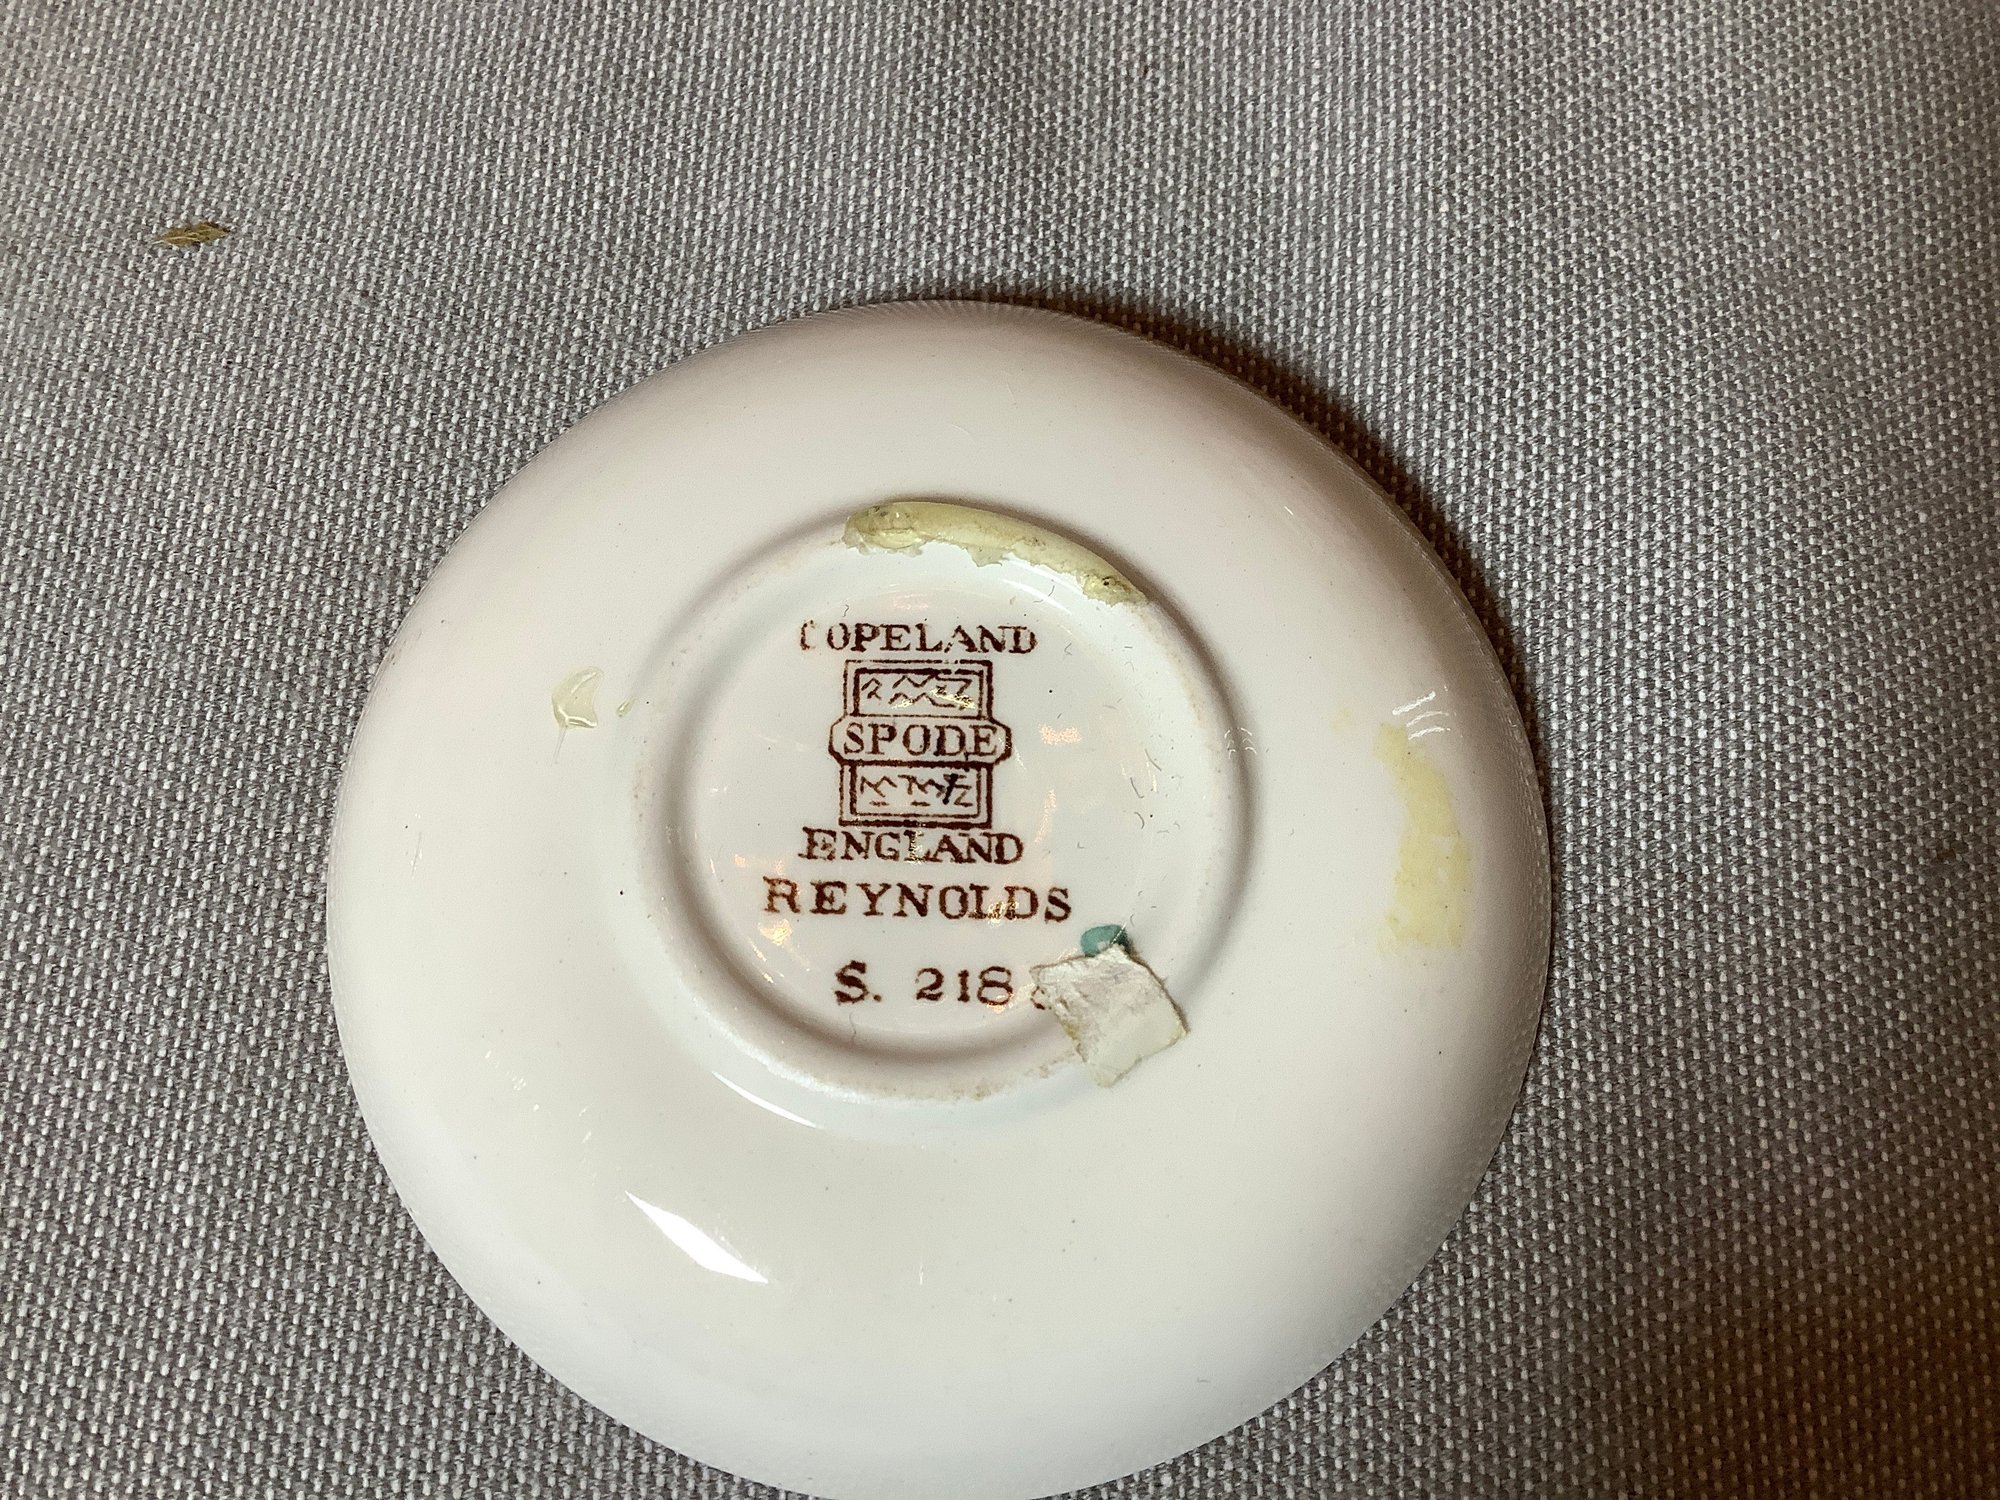 COPELAND
SPODE
ENGLAND
REYNOLDS
S. 218